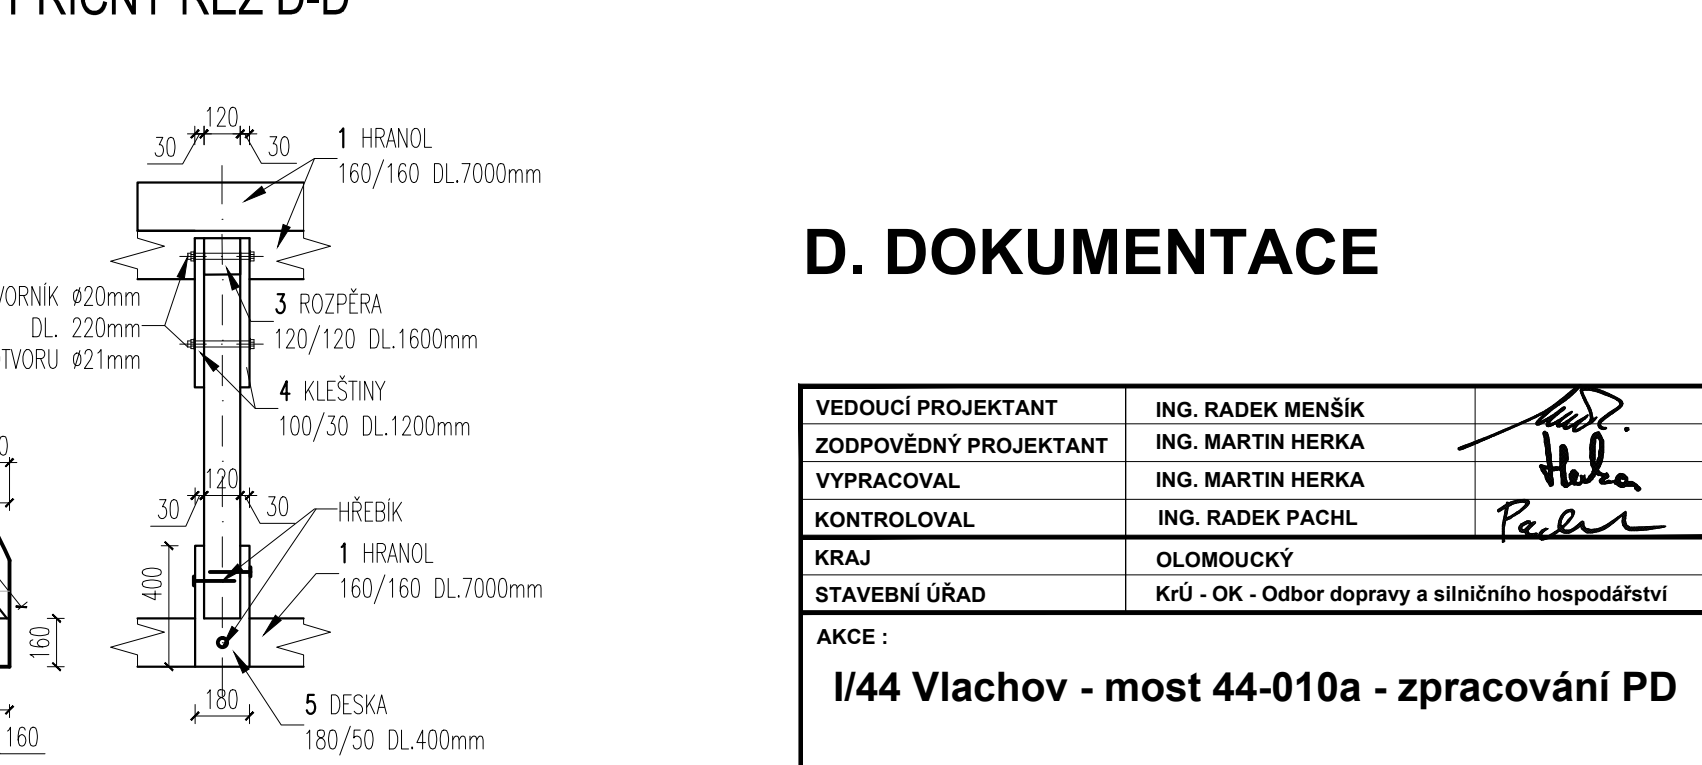 PŘÍČNÝ ŘEZ D-D
120
30
30
1 HRANOL
160/160 DL.7000mm
ø20mm
DL. 220mm
ø21mm
3 ROZPĚRA
120/120 DL.1600mm
4 KLEŠTINY
100/30 DL.1200mm
120
30
30
HŘEBÍK
1 HRANOL
160/160 DL.7000mm
400
160
180
160
5 DESKA
180/50 DL.400mm
D. DOKUMENTACE
VEDOUCÍ PROJEKTANT ING. RADEK MENŠÍK
ZODPOVĚDNÝ PROJEKTANT ING. MARTIN HERKA
VYPRACOVAL ING. MARTIN HERKA
Herka
KONTROLOVAL ING. RADEK PACHL
Pachl
KRAJ OLOMOUCKÝ
STAVEBNÍ ÚŘAD KrÚ - OK - Odbor dopravy a silničního hospodářství
AKCE :
I/44 Vlachov - most 44-010a - zpracování PD